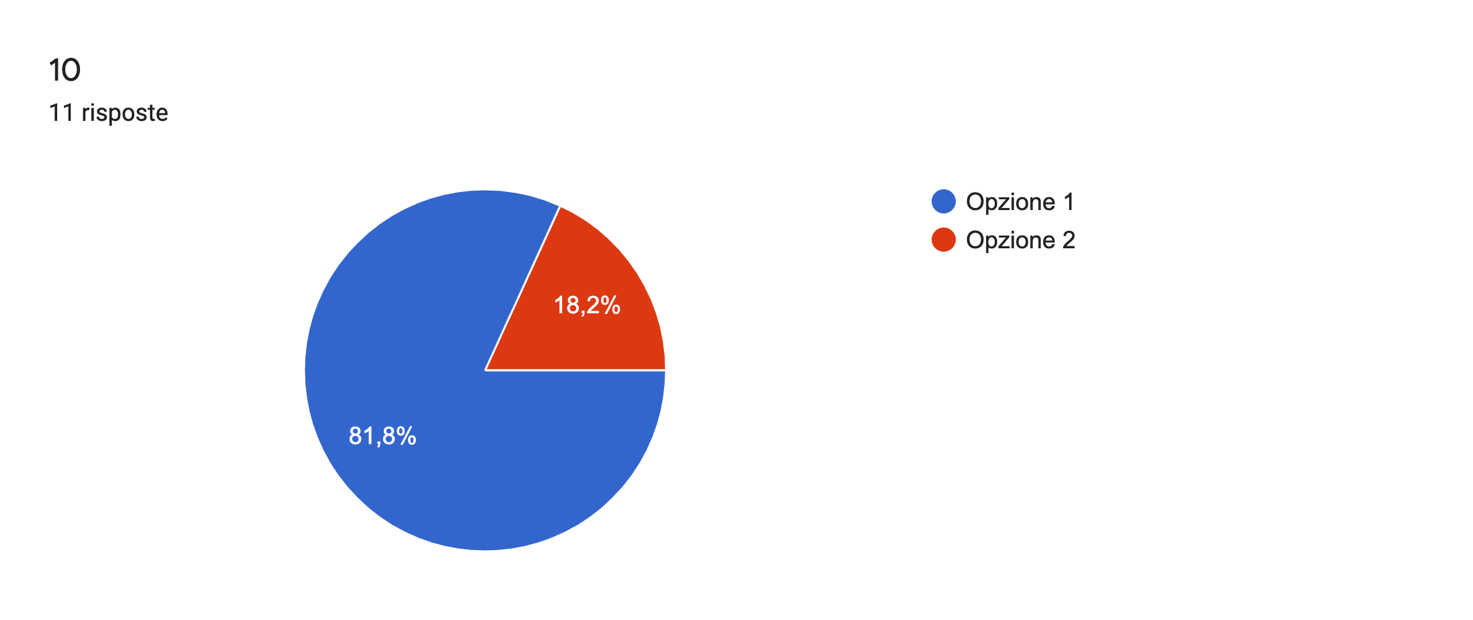 10
11 risposte
Opzione 1
Opzione 2
18,2%
81,8%